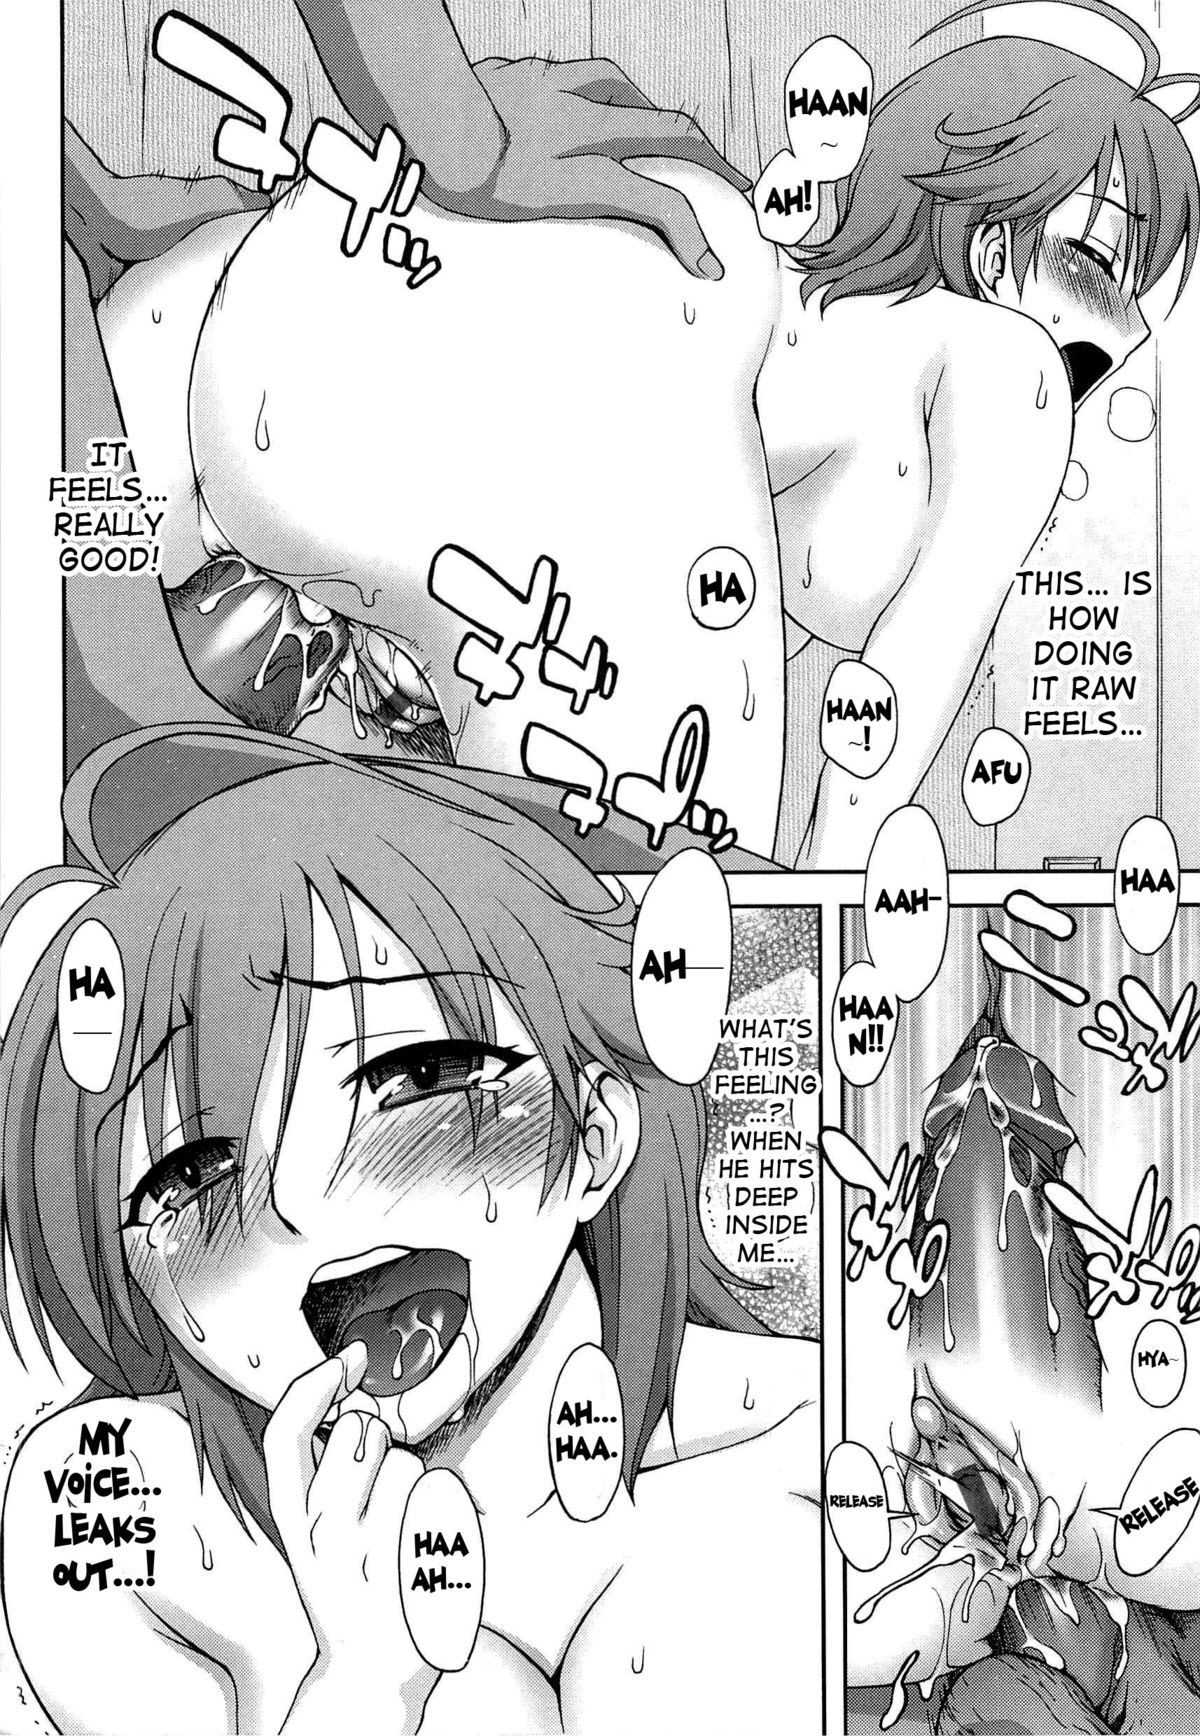 HAAN
~
AH!
IT
FEELS...
REALLY
GOOD!
HA
THIS... IS
HOW
DOING
IT RAW
FEELS...
HAAN
~!
AFU
HAA
AAH-
HAA
N!!
HYA~
RELEASE
RELEASE
AH—
HA
—
WHAT'S
THIS
FEELING
...?
WHEN
HE HITS
DEEP
INSIDE
ME...
AH...
HAA.
HAA
AH...
MY
VOICE...
LEAKS
OUT...!